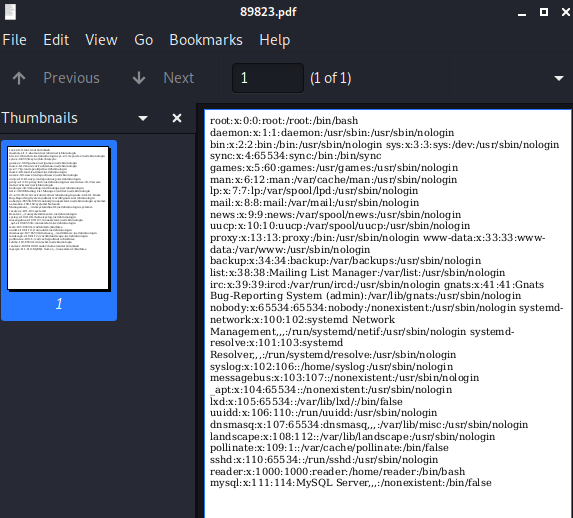 89823.pdf
File Edit View Go Bookmarks Help
Previous Next 1 (1 of 1)
Thumbnails
1
root:x:0:0:root:/root:/bin/bash
daemon:x:1:1:daemon:/usr/sbin:/usr/sbin/nologin
bin:x:2:2:bin:/bin:/usr/sbin/nologin sys:x:3:3:sys:/dev:/usr/sbin/nologin
sync:x:4:65534:sync:/bin:/bin/sync
games:x:5:60:games:/usr/games:/usr/sbin/nologin
man:x:6:12:man:/var/cache/man:/usr/sbin/nologin
lp:x:7:7:lp:/var/spool/lpd:/usr/sbin/nologin
mail:x:8:8:mail:/var/mail:/usr/sbin/nologin
news:x:9:9:news:/var/spool/news:/usr/sbin/nologin
uucp:x:10:10:uucp:/var/spool/uucp:/usr/sbin/nologin
proxy:x:13:13:proxy:/bin:/usr/sbin/nologin www-data:x:33:33:www-
data:/var/www:/usr/sbin/nologin
backup:x:34:34:backup:/var/backups:/usr/sbin/nologin
list:x:38:38:Mailing List Manager:/var/list:/usr/sbin/nologin
irc:x:39:39:ircd:/var/run/ircd:/usr/sbin/nologin gnats:x:41:41:Gnats
Bug-Reporting System (admin):/var/lib/gnats:/usr/sbin/nologin
nobody:x:65534:65534:nobody:/nonexistent:/usr/sbin/nologin systemd-
network:x:100:102:systemd Network
Management,,,:/run/systemd/netif:/usr/sbin/nologin systemd-
resolve:x:101:103:systemd
Resolver,,,:/run/systemd/resolve:/usr/sbin/nologin
syslog:x:102:106::/home/syslog:/usr/sbin/nologin
messagebus:x:103:107::/nonexistent:/usr/sbin/nologin
_apt:x:104:65534::/nonexistent:/usr/sbin/nologin
lxd:x:105:65534::/var/lib/lxd/:/bin/false
uuidd:x:106:110::/run/uuidd:/usr/sbin/nologin
dnsmasq:x:107:65534:dnsmasq,,,:/var/lib/misc:/usr/sbin/nologin
landscape:x:108:112::/var/lib/landscape:/usr/sbin/nologin
pollinate:x:109:1::/var/cache/pollinate:/bin/false
sshd:x:110:65534::/run/sshd:/usr/sbin/nologin
reader:x:1000:1000:reader:/home/reader:/bin/bash
mysql:x:111:114:MySQL Server,,,:/nonexistent:/bin/false